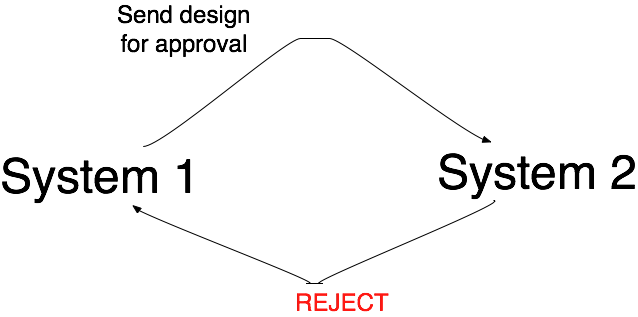 Send design
for approval
System 1
System 2
REJECT